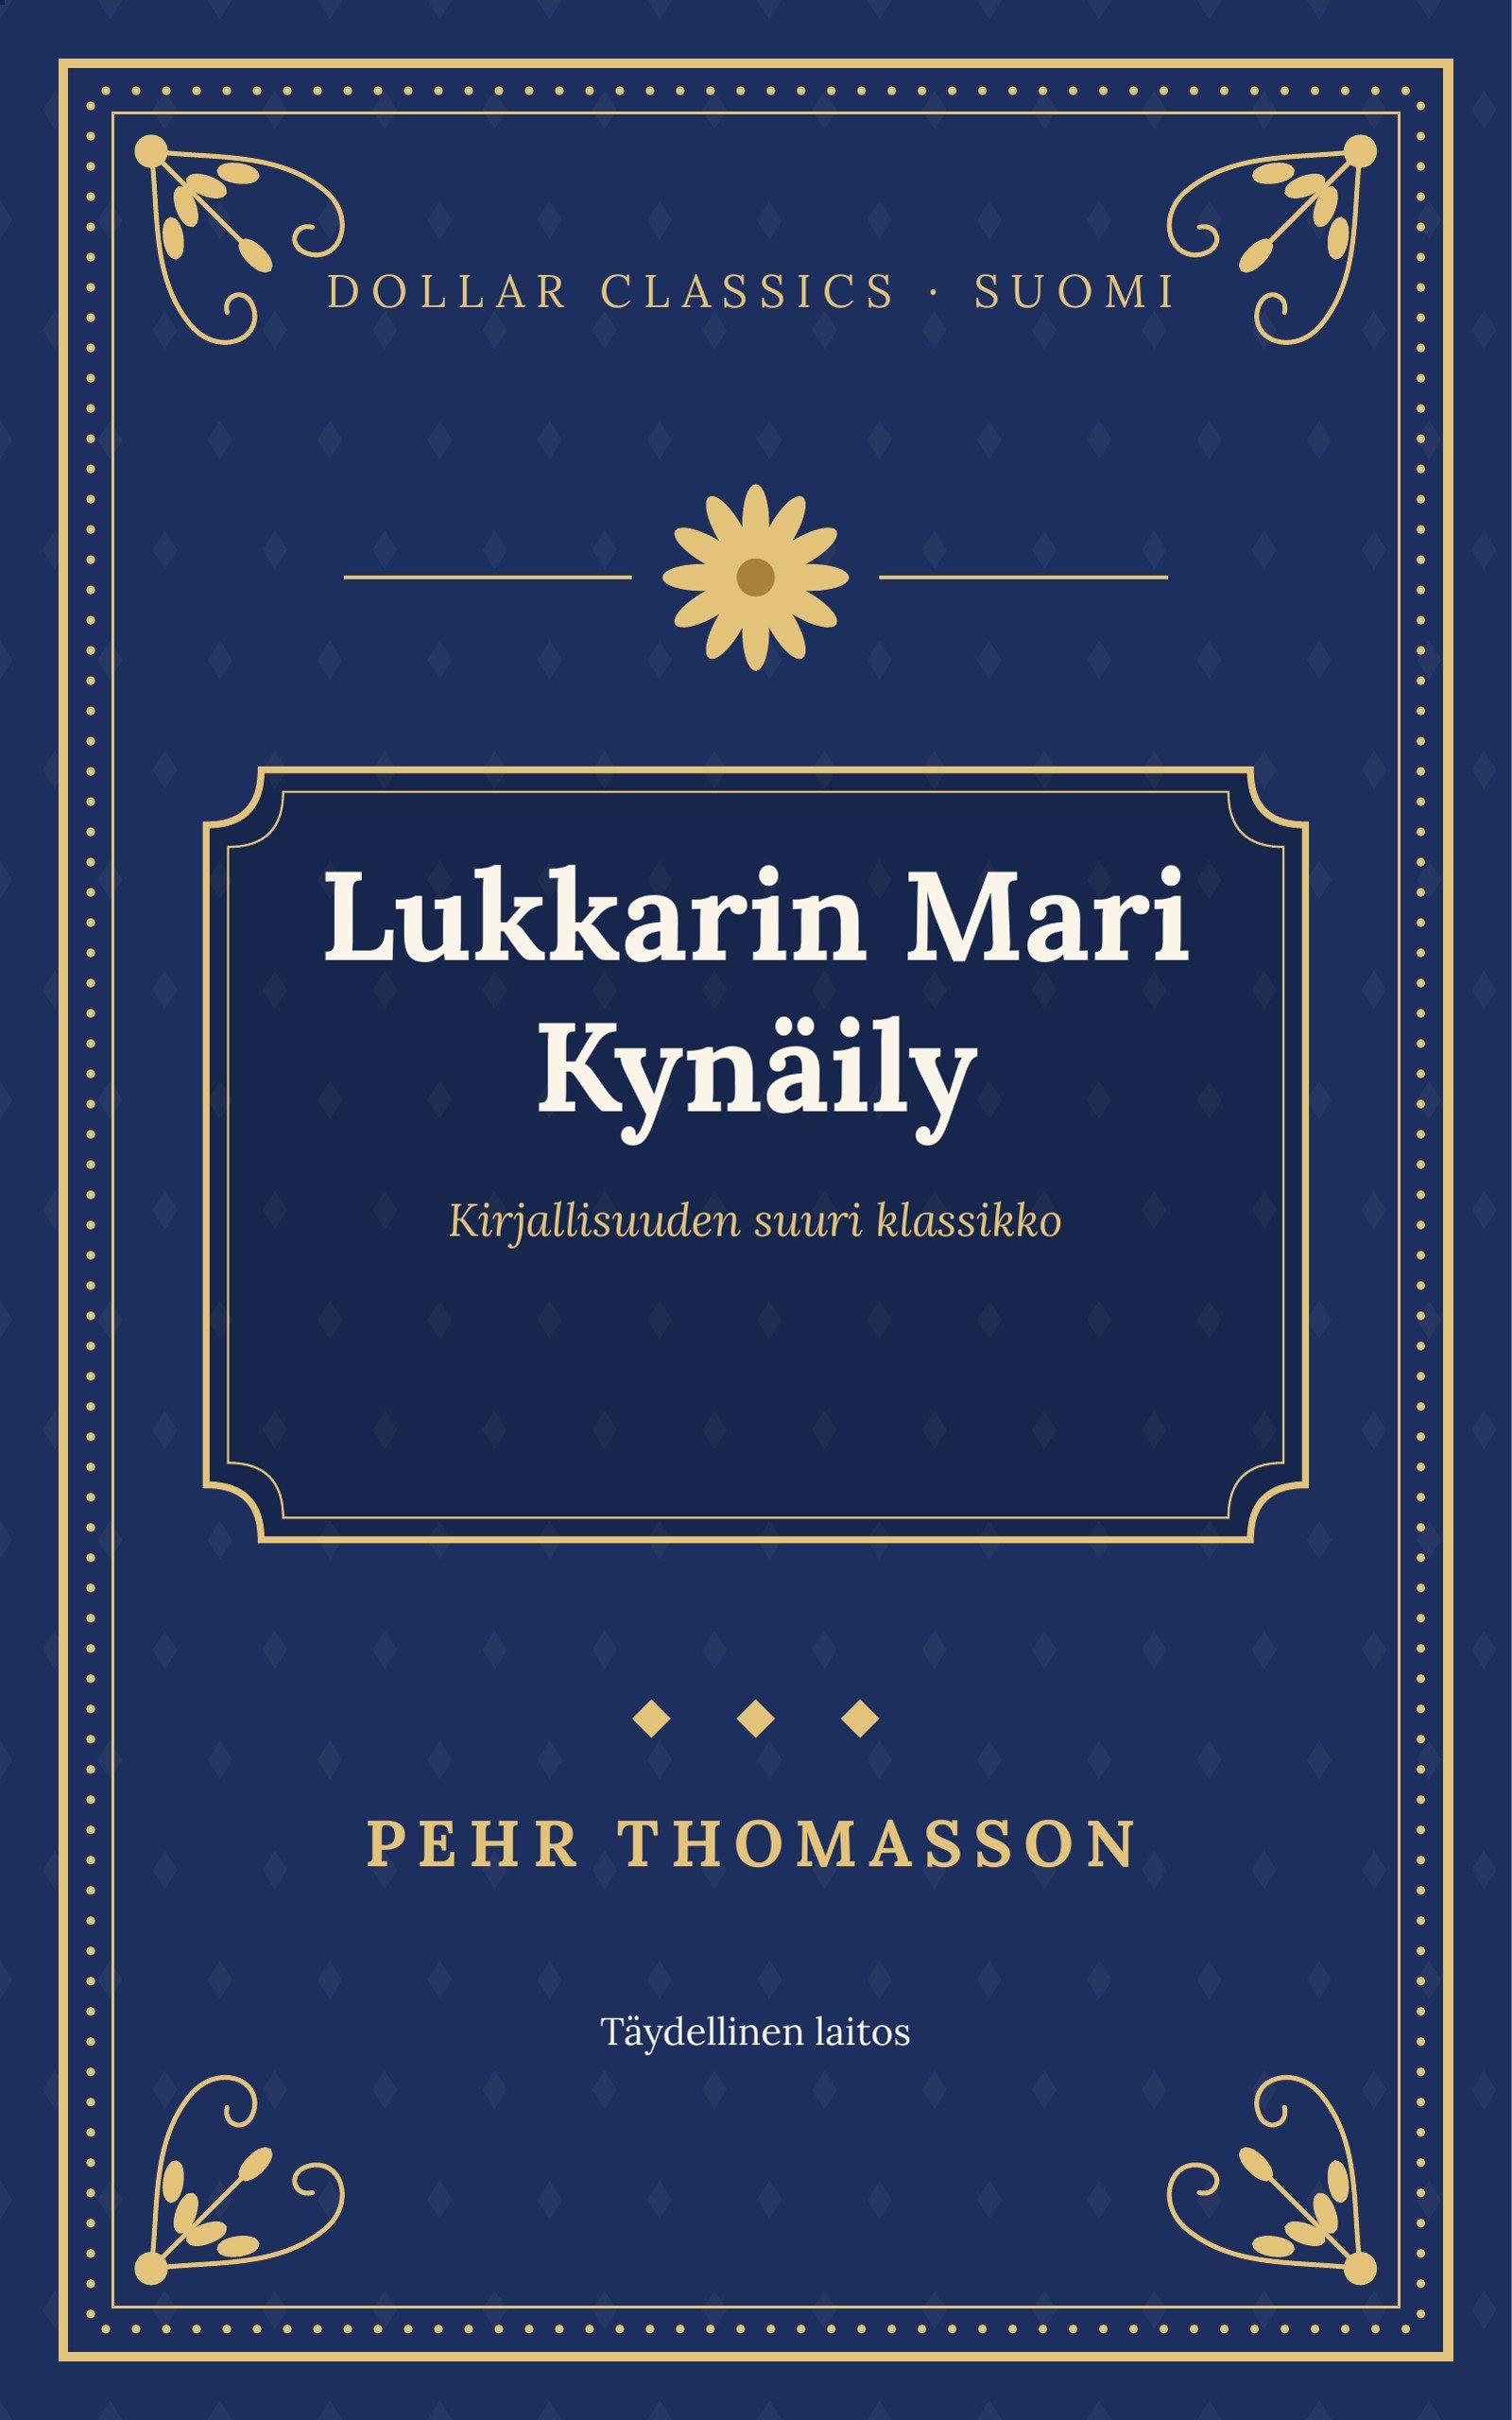 DOLLAR CLASSICS · SUOMI
Lukkarin Mari
Kynäily
Kirjallisuuden suuri klassikko
PEHR THOMASSON
Täydellinen laitos